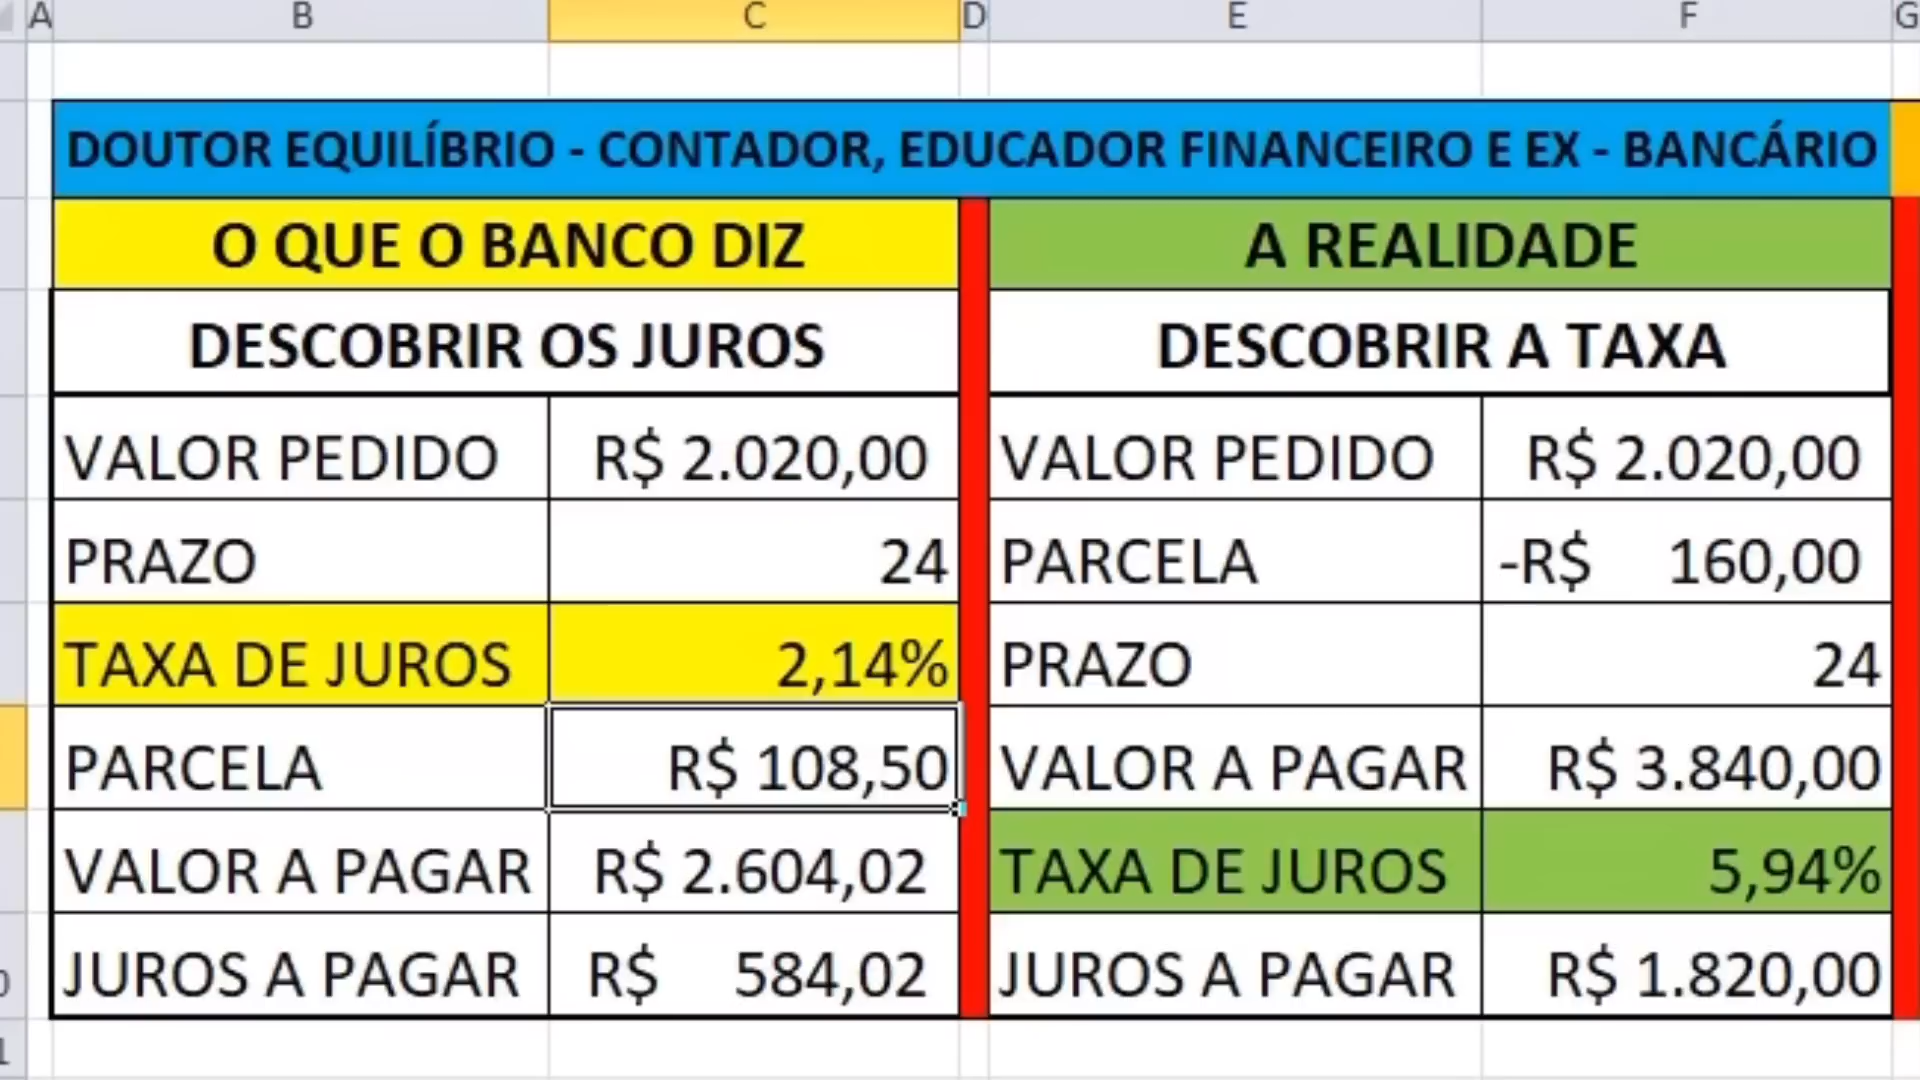 A B C D E F G
DOUTOR EQUILÍBRIO - CONTADOR, EDUCADOR FINANCEIRO E EX - BANCÁRIO
O QUE O BANCO DIZ
A REALIDADE
DESCOBRIR OS JUROS
DESCOBRIR A TAXA
VALOR PEDIDO R$ 2.020,00 VALOR PEDIDO R$ 2.020,00
PRAZO 24 PARCELA -R$ 160,00
TAXA DE JUROS 2,14% PRAZO 24
PARCELA R$ 108,50 VALOR A PAGAR R$ 3.840,00
VALOR A PAGAR R$ 2.604,02 TAXA DE JUROS 5,94%
JUROS A PAGAR R$ 584,02 JUROS A PAGAR R$ 1.820,00